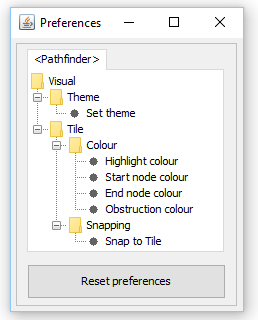 Preferences
<Pathfinder>
Visual
Theme
Set theme
Tile
Colour
Highlight colour
Start node colour
End node colour
Obstruction colour
Snapping
Snap to Tile
Reset preferences